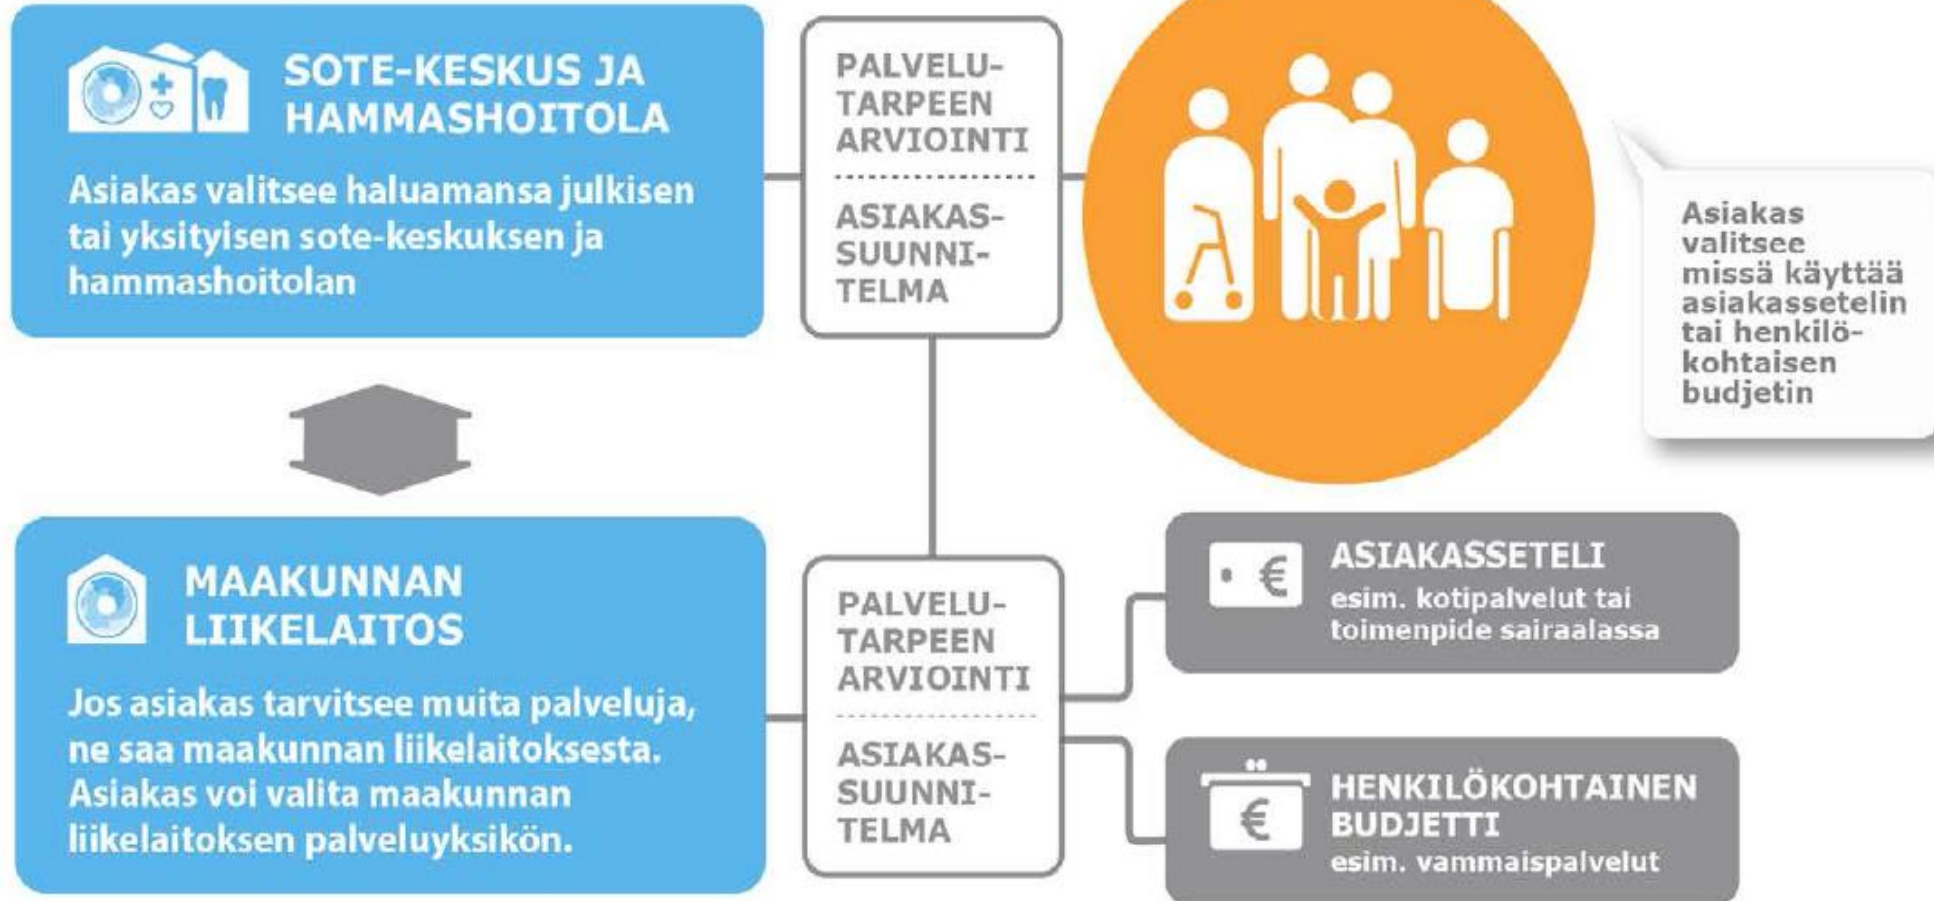 SOTE-KESKUS JA
HAMMASHOITOLA
Asiakas valitsee haluamansa julkisen
tai yksityisen sote-keskuksen ja
hammashoitolan
PALVELU-
TARPEEN
ARVIOINTI
ASIAKAS-
SUUNNI-
TELMA
Asiakas
valitsee
missä käyttää
asiakassetelin
tai henkilö-
kohtaisen
budjetin
MAAKUNNAN
LIIKELAITOS
Jos asiakas tarvitsee muita palveluja,
ne saa maakunnan liikelaitoksesta.
Asiakas voi valita maakunnan
liikelaitoksen palveluyksikön.
PALVELU-
TARPEEN
ARVIOINTI
ASIAKAS-
SUUNNI-
TELMA
€
ASIAKASSETELI
esim. kotipalvelut tai
toimenpide sairaalassa
€
HENKILÖKOHTAINEN
BUDJETTI
esim. vammaispalvelut